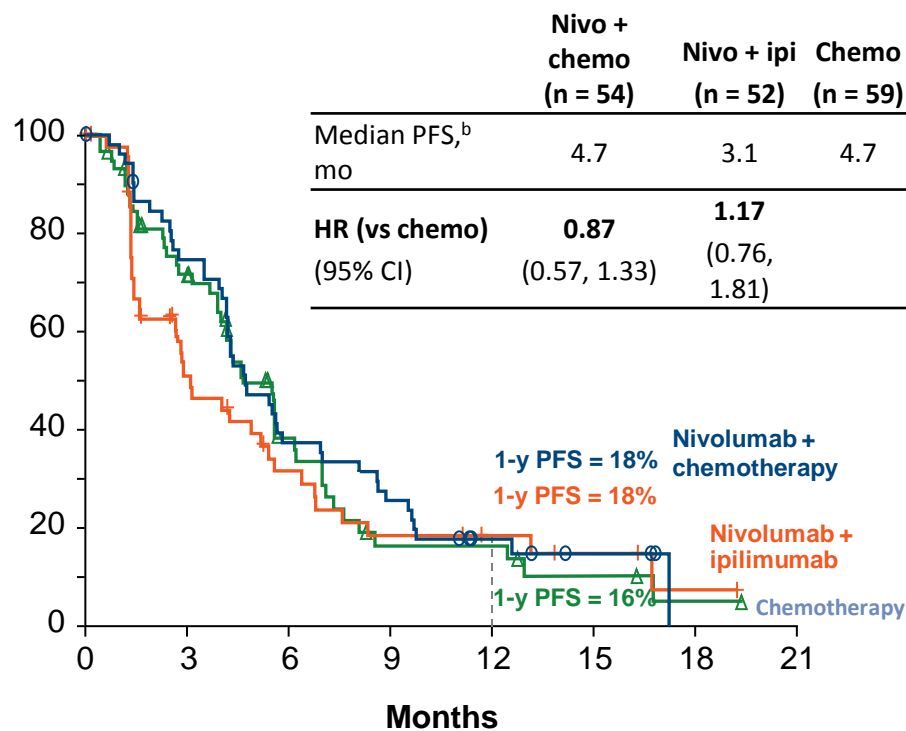 Nivo +
chemo
(n = 54)
Nivo + ipi
(n = 52)
Chemo
(n = 59)
Median PFS,b
mo
4.7
3.1
4.7
HR (vs chemo)
(95% CI)
0.87
(0.57, 1.33)
1.17
(0.76,
1.81)
100
80
60
40
20
0
1-y PFS = 18%
1-y PFS = 18%
1-y PFS = 16%
Nivolumab +
chemotherapy
Nivolumab +
ipilimumab
Chemotherapy
0 3 6 9 12 15 18 21
Months